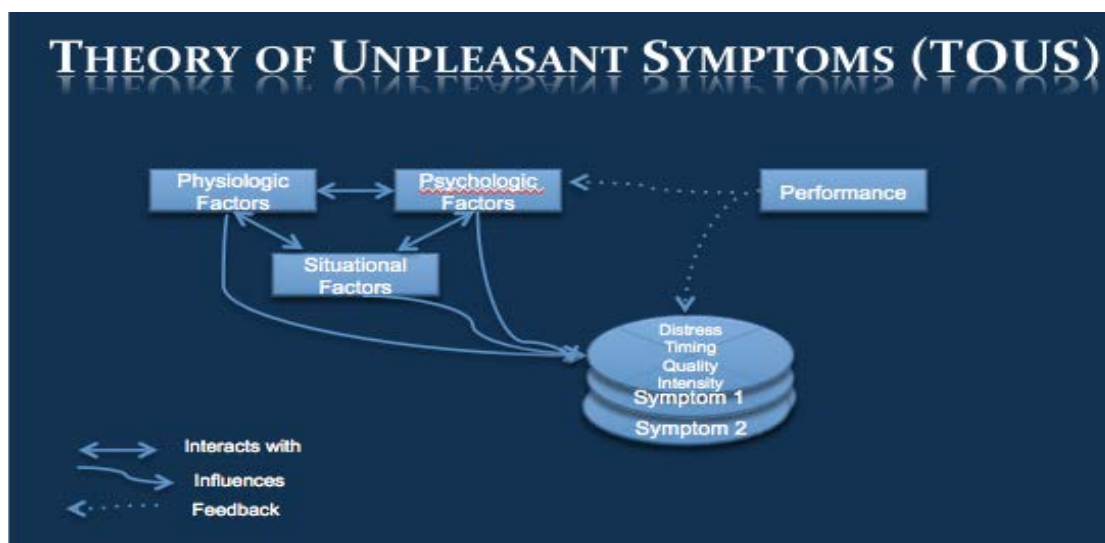 THEORY OF UNPLEASANT SYMPTOMS (TOUS)
Physiologic
Factors
Psychologic
Factors
Performance
Situational
Factors
Distress
Timing
Quality
Intensity
Symptom 1
Symptom 2
Interacts with
Influences
Feedback